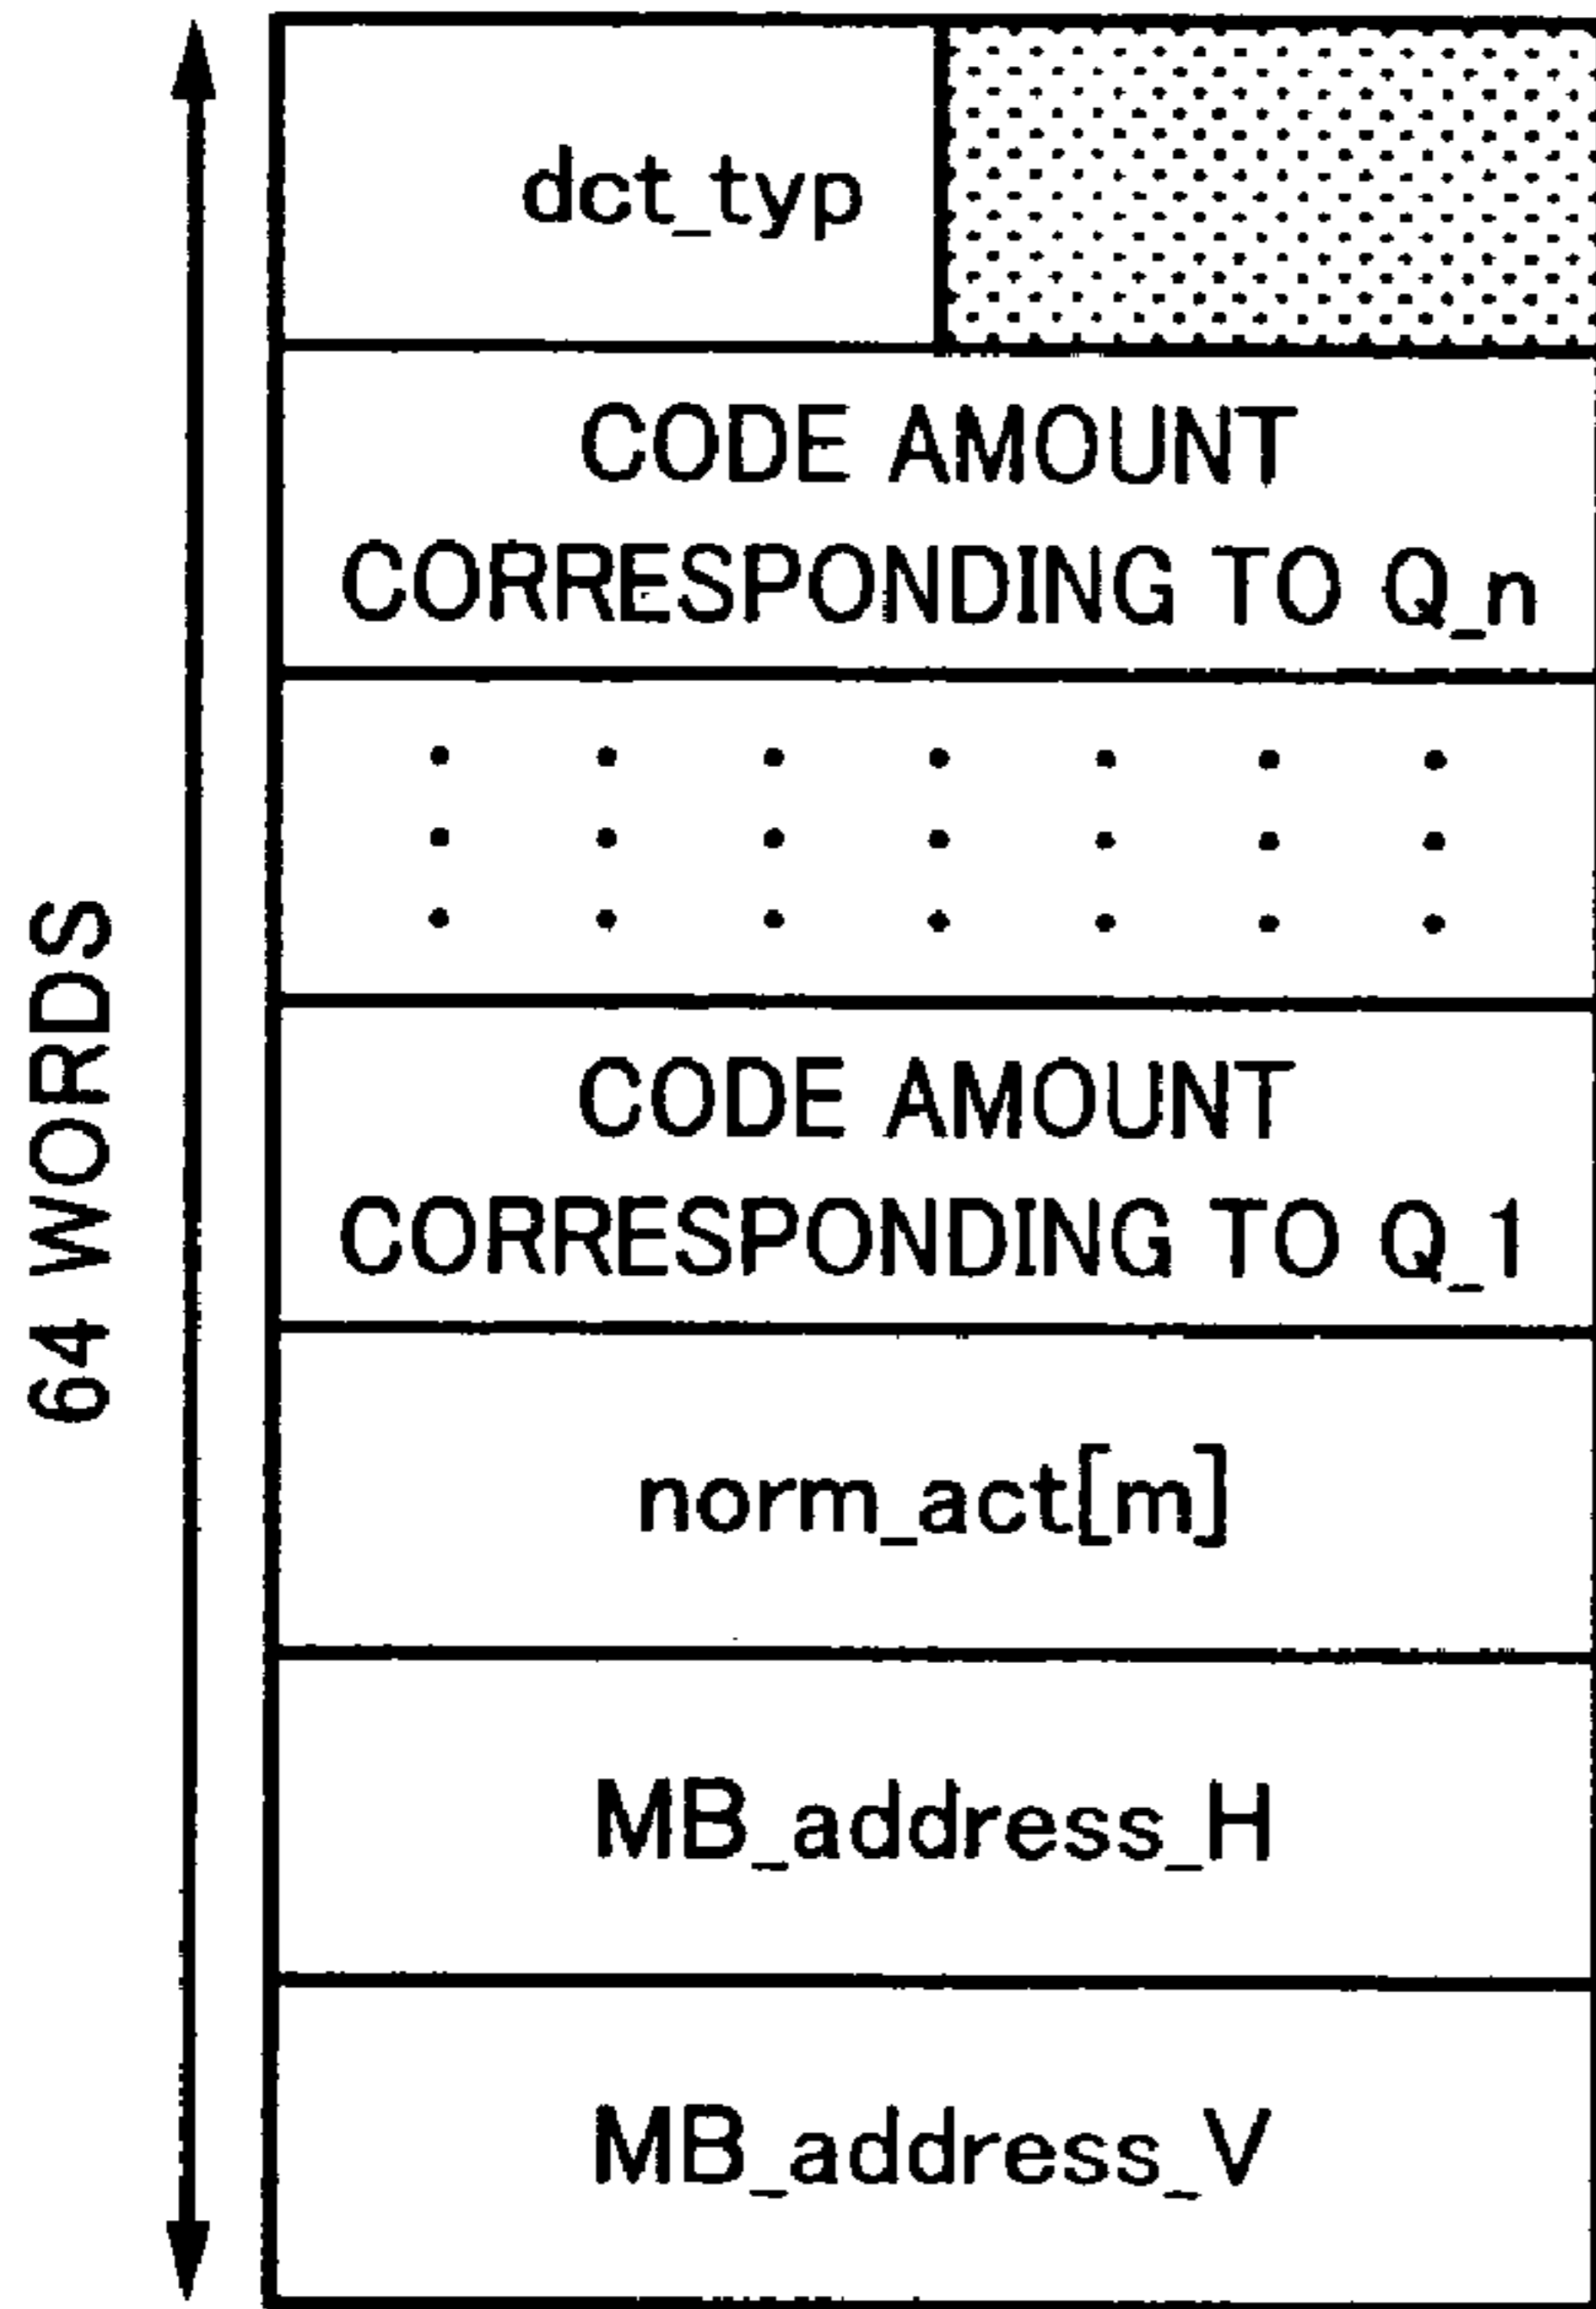 64 WORDS
dct_typ
CODE AMOUNT
CORRESPONDING TO Q_n
CODE AMOUNT
CORRESPONDING TO Q_1
norm_act[m]
MB_address_H
MB_address_V